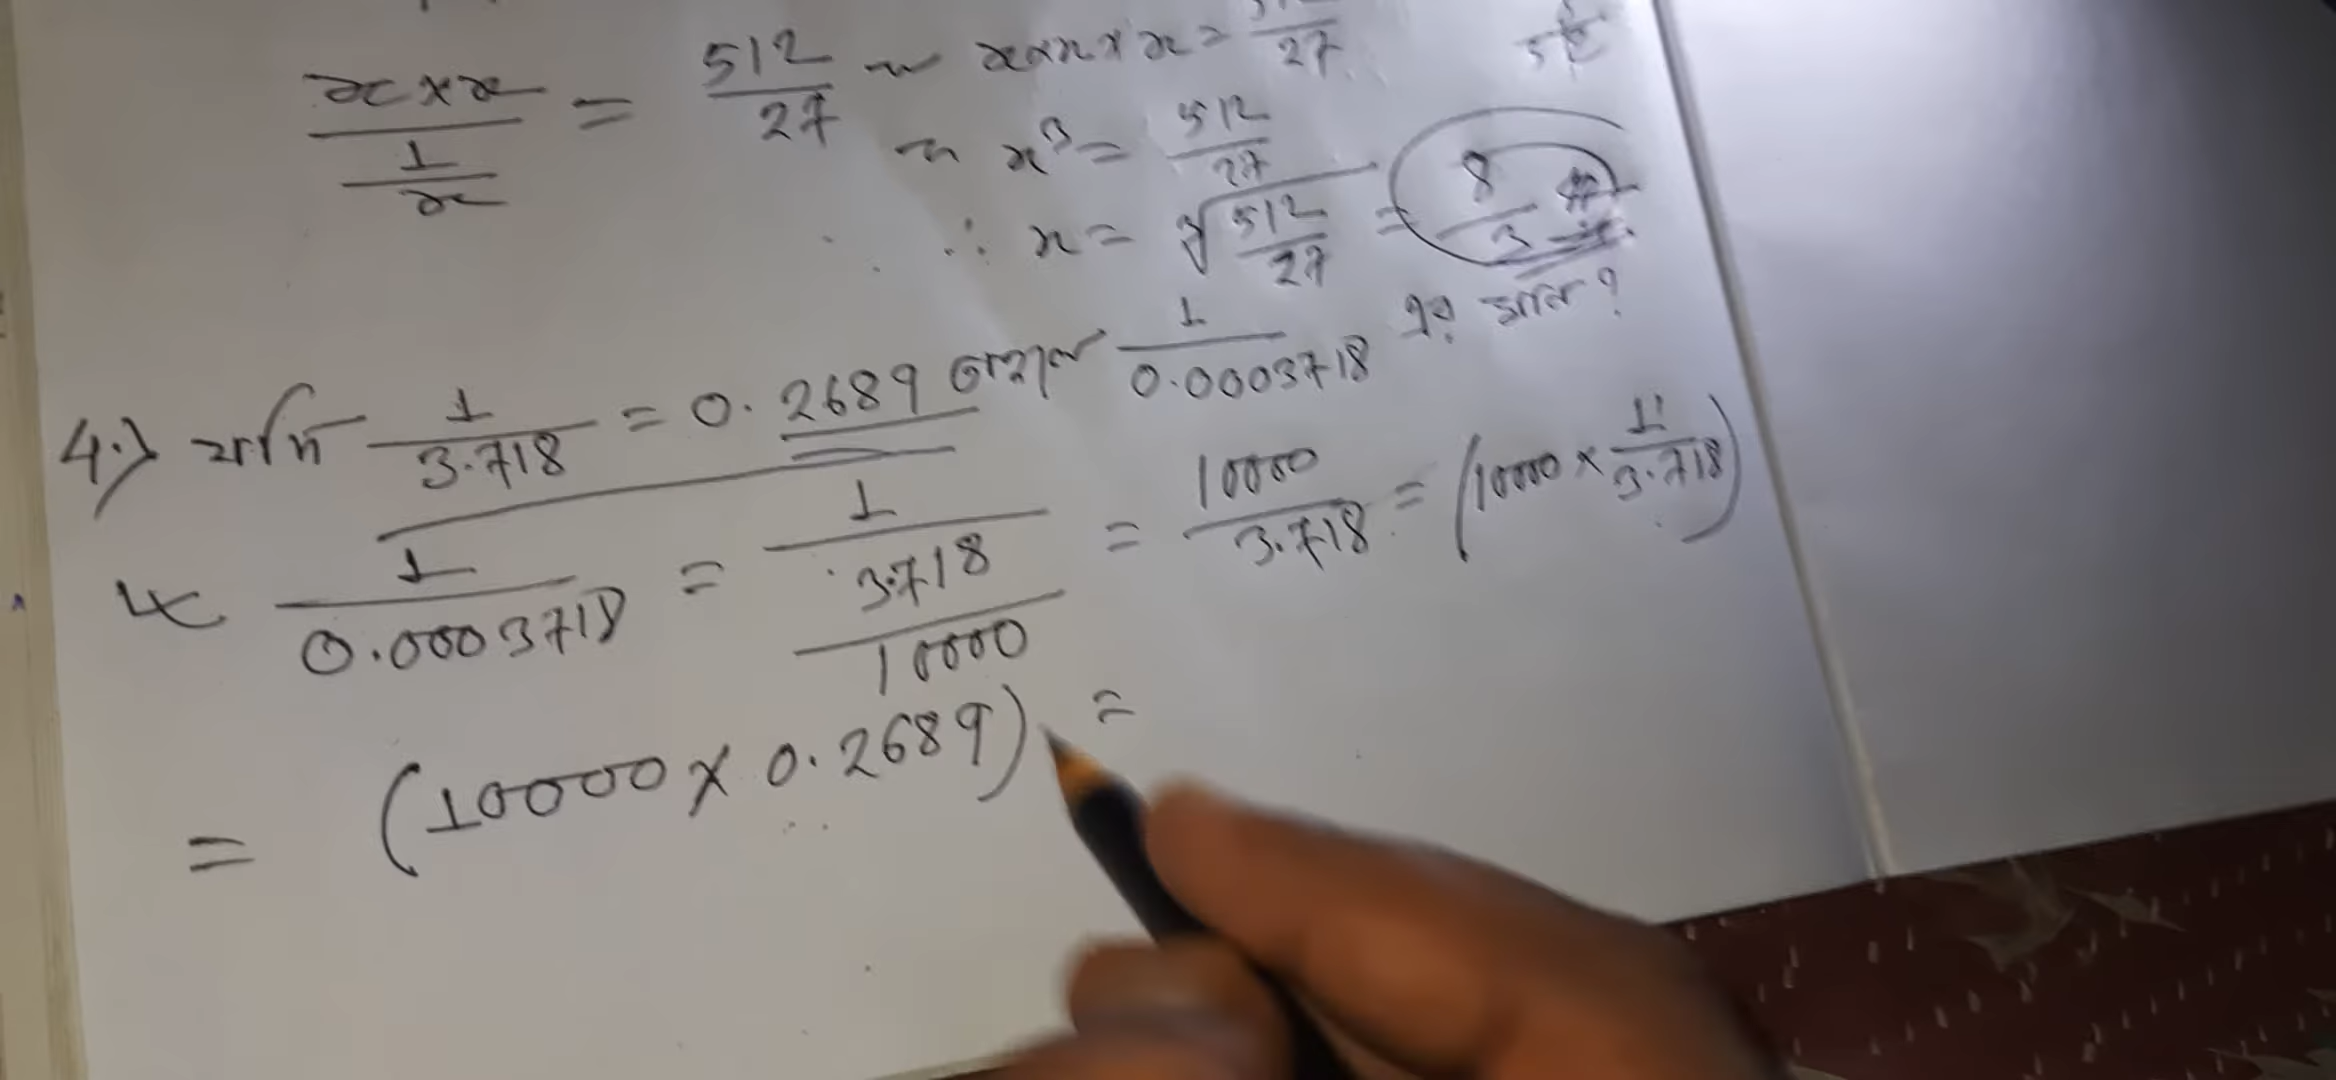 x × x / 1/x = 512/27 ~ x × x × x = 512/27
~ x³ = 512/27
∴ x = ∛512/27 = 8/3
4.) যদি 1/3.718 = 0.2689 তাহলে 1/0.0003718 এর মান?
1/0.0003718 = 1 / 3.718/10000 = 10000/3.718 = (10000 × 1/3.718)
= (10000 × 0.2689) =